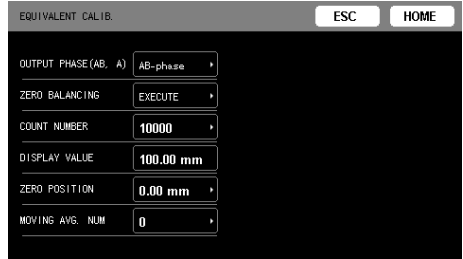 EQUIVALENT CALIB. ESC HOME
OUTPUT PHASE(AB, A) AB-phase
ZERO BALANCING EXECUTE
COUNT NUMBER 10000
DISPLAY VALUE 100.00 mm
ZERO POSITION 0.00 mm
MOVING AVG. NUM 0